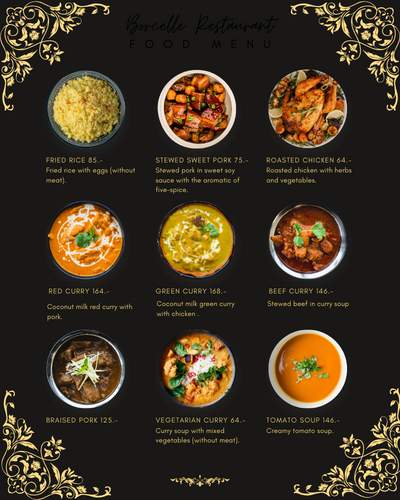 Borcelle Restaurant
FOOD MENU
FRIED RICE 85.-
Fried rice with eggs (without
meat).
STEWED SWEET PORK 75.-
Stewed pork in sweet soy
sauce with the aromatic of
five-spice.
ROASTED CHICKEN 64.-
Roasted chicken with herbs
and vegetables.
RED CURRY 164.-
Coconut milk red curry with
pork.
GREEN CURRY 168.-
Coconut milk green curry
with chicken .
BEEF CURRY 146.-
Stewed beef in curry soup
BRAISED PORK 125.-
VEGETARIAN CURRY 64.-
Curry soup with mixed
vegetables (without meat).
TOMATO SOUP 146.-
Creamy tomato soup.